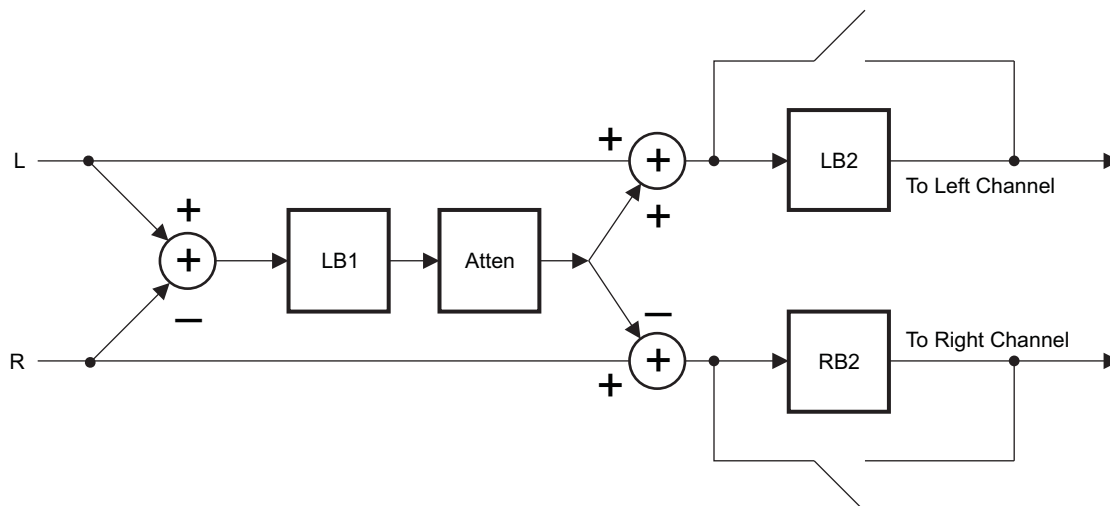 +
L
+
LB2
To Left Channel
+
+
+
LB1
Atten
−
−
To Right Channel
R
+
+
RB2